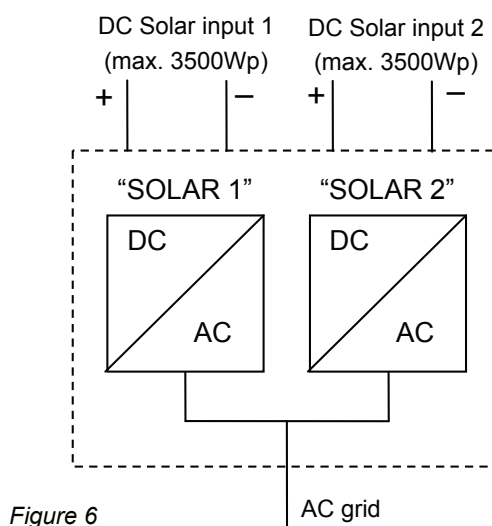 DC Solar input 1
(max. 3500Wp)
DC Solar input 2
(max. 3500Wp)
+ − + −
“SOLAR 1” “SOLAR 2”
DC DC
AC AC
Figure 6
AC grid